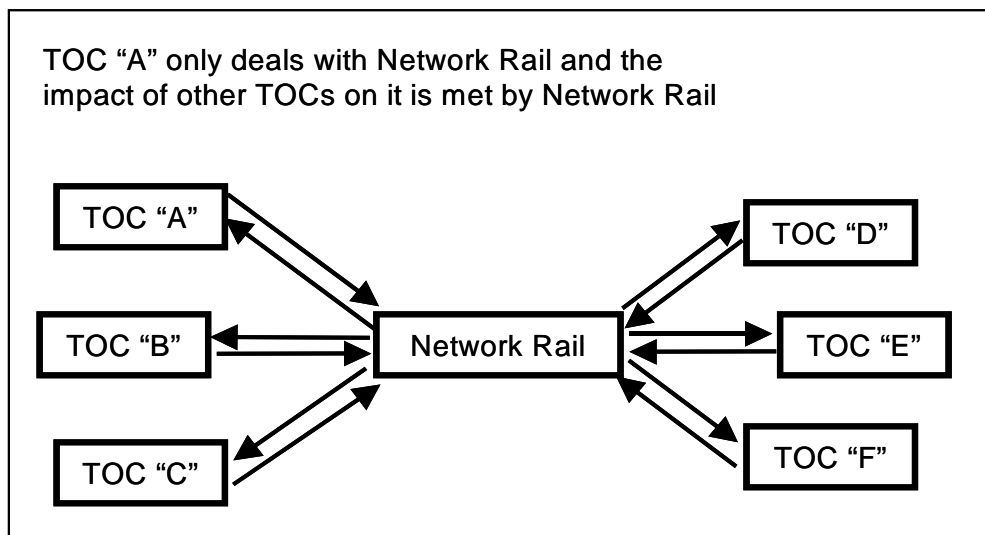 TOC “A” only deals with Network Rail and the
impact of other TOCs on it is met by Network Rail
TOC “A”
TOC “D”
TOC “B”
Network Rail
TOC “E”
TOC “C”
TOC “F”